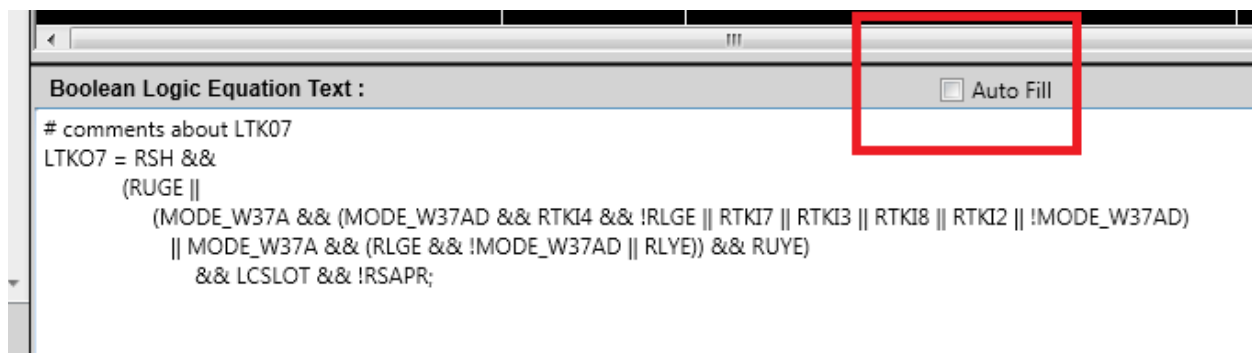 Boolean Logic Equation Text :
Auto Fill
# comments about LTK07
LTKO7 = RSH &&
(RUGE ||
(MODE_W37A && (MODE_W37AD && RTKI4 && !RLGE || RTKI7 || RTKI3 || RTKI8 || RTKI2 || !MODE_W37AD)
|| MODE_W37A && (RLGE && !MODE_W37AD || RLYE)) && RUYE)
&& LCSLOT && !RSAPR;